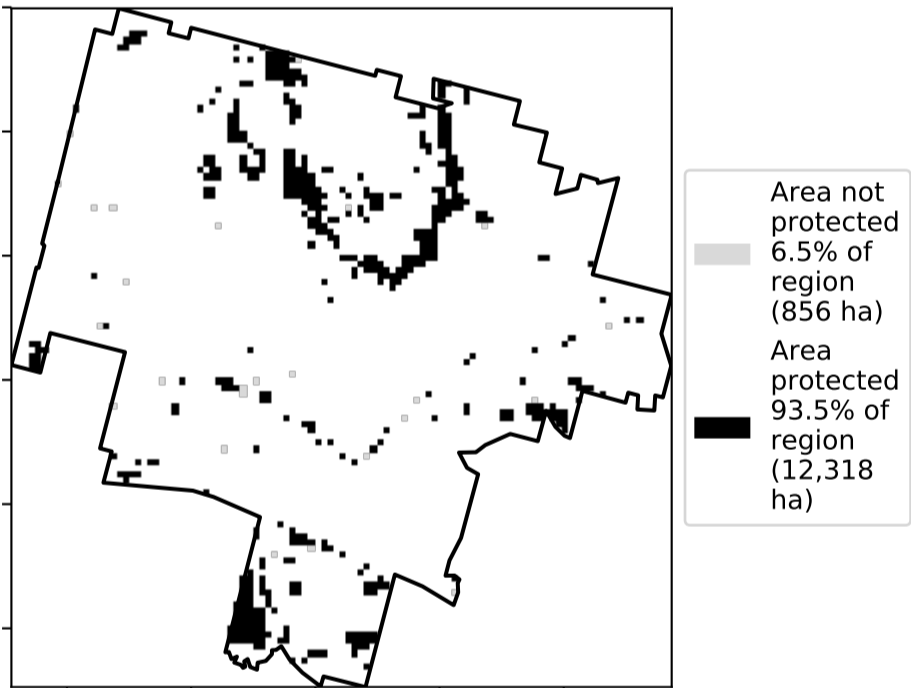 Area not
protected
6.5% of
region
(856 ha)
Area
protected
93.5% of
region
(12,318
ha)